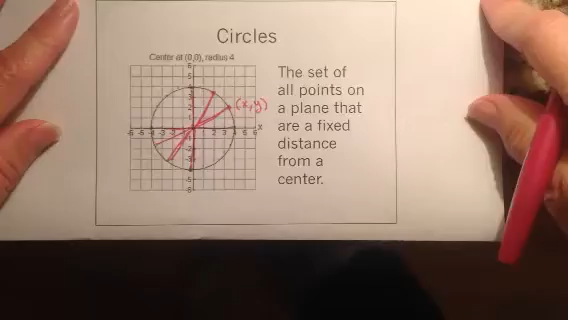 Circles
Center at (0,0), radius 4
(x,y)
x
The set of
all points on
a plane that
are a fixed
distance
from a
center.